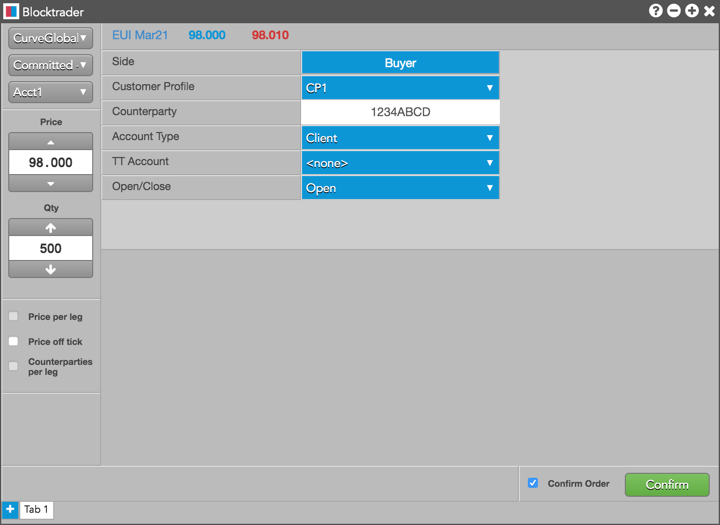 Blocktrader
CurveGlobal
Committed -
Acct1
Price
98.000
Qty
500
Price per leg
Price off tick
Counterparties
per leg
EUI Mar21 98.000 98.010
Side Buyer
Customer Profile CP1
Counterparty 1234ABCD
Account Type Client
TT Account <none>
Open/Close Open
Confirm Order Confirm
Tab 1